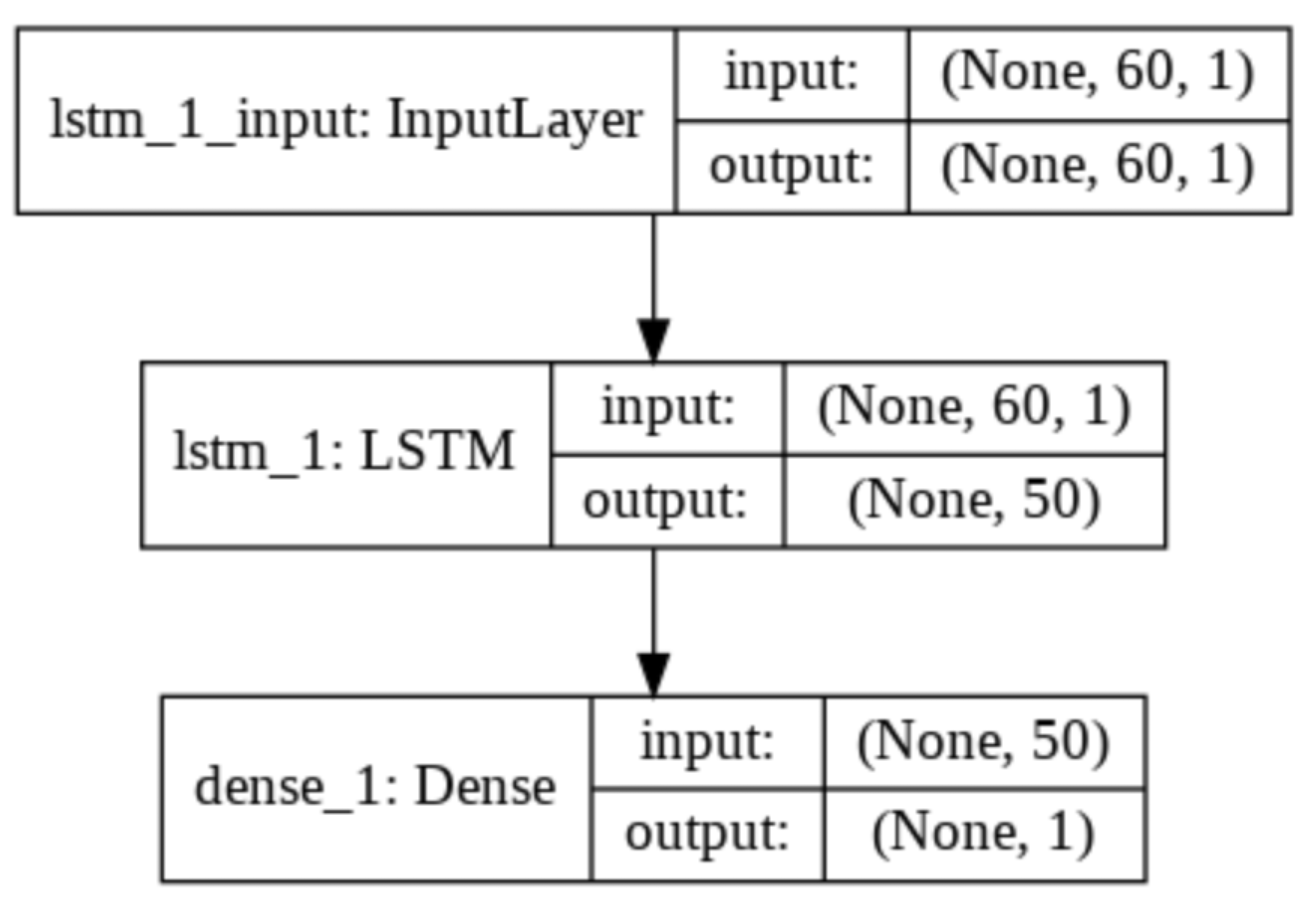 lstm_1_input: InputLayer
input:
(None, 60, 1)
output:
(None, 60, 1)
lstm_1: LSTM
input:
(None, 60, 1)
output:
(None, 50)
dense_1: Dense
input:
(None, 50)
output:
(None, 1)